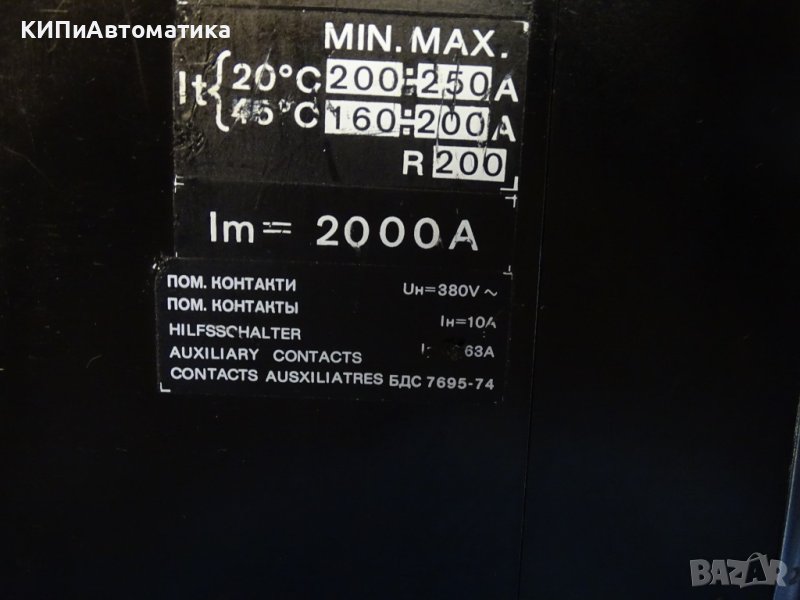 КИПиАвтоматика
MIN. MAX.
It { 20°C 200÷250A
45°C 160÷200A
R 200
Im = 2000A
ПОМ. КОНТАКТИ Uн=380V ~
ПОМ. КОНТАКТЫ
Iн=10A
HILFSSCHALTER
63A
AUXILIARY CONTACTS
CONTACTS AUSXILIATRES БДС 7695-74
BAZAR